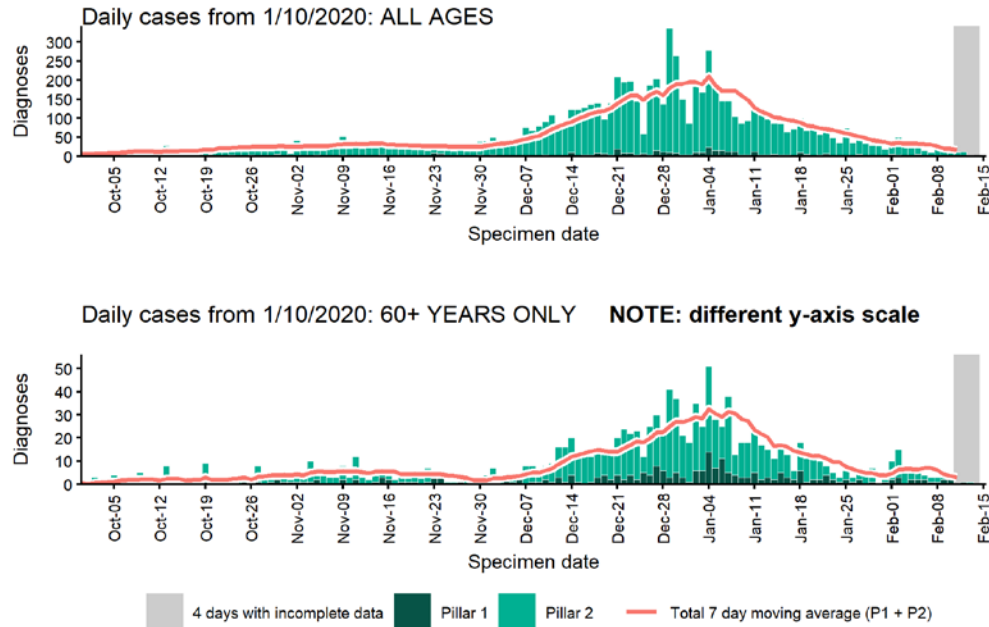 Daily cases from 1/10/2020: ALL AGES
Diagnoses
300
250
200
150
100
50
0
Oct-05 Oct-12 Oct-19 Oct-26 Nov-02 Nov-09 Nov-16 Nov-23 Nov-30 Dec-07 Dec-14 Dec-21 Dec-28 Jan-04 Jan-11 Jan-18 Jan-25 Feb-01 Feb-08 Feb-15
Specimen date
Daily cases from 1/10/2020: 60+ YEARS ONLY NOTE: different y-axis scale
Diagnoses
50
40
30
20
10
0
Oct-05 Oct-12 Oct-19 Oct-26 Nov-02 Nov-09 Nov-16 Nov-23 Nov-30 Dec-07 Dec-14 Dec-21 Dec-28 Jan-04 Jan-11 Jan-18 Jan-25 Feb-01 Feb-08 Feb-15
Specimen date
4 days with incomplete data Pillar 1 Pillar 2 Total 7 day moving average (P1 + P2)